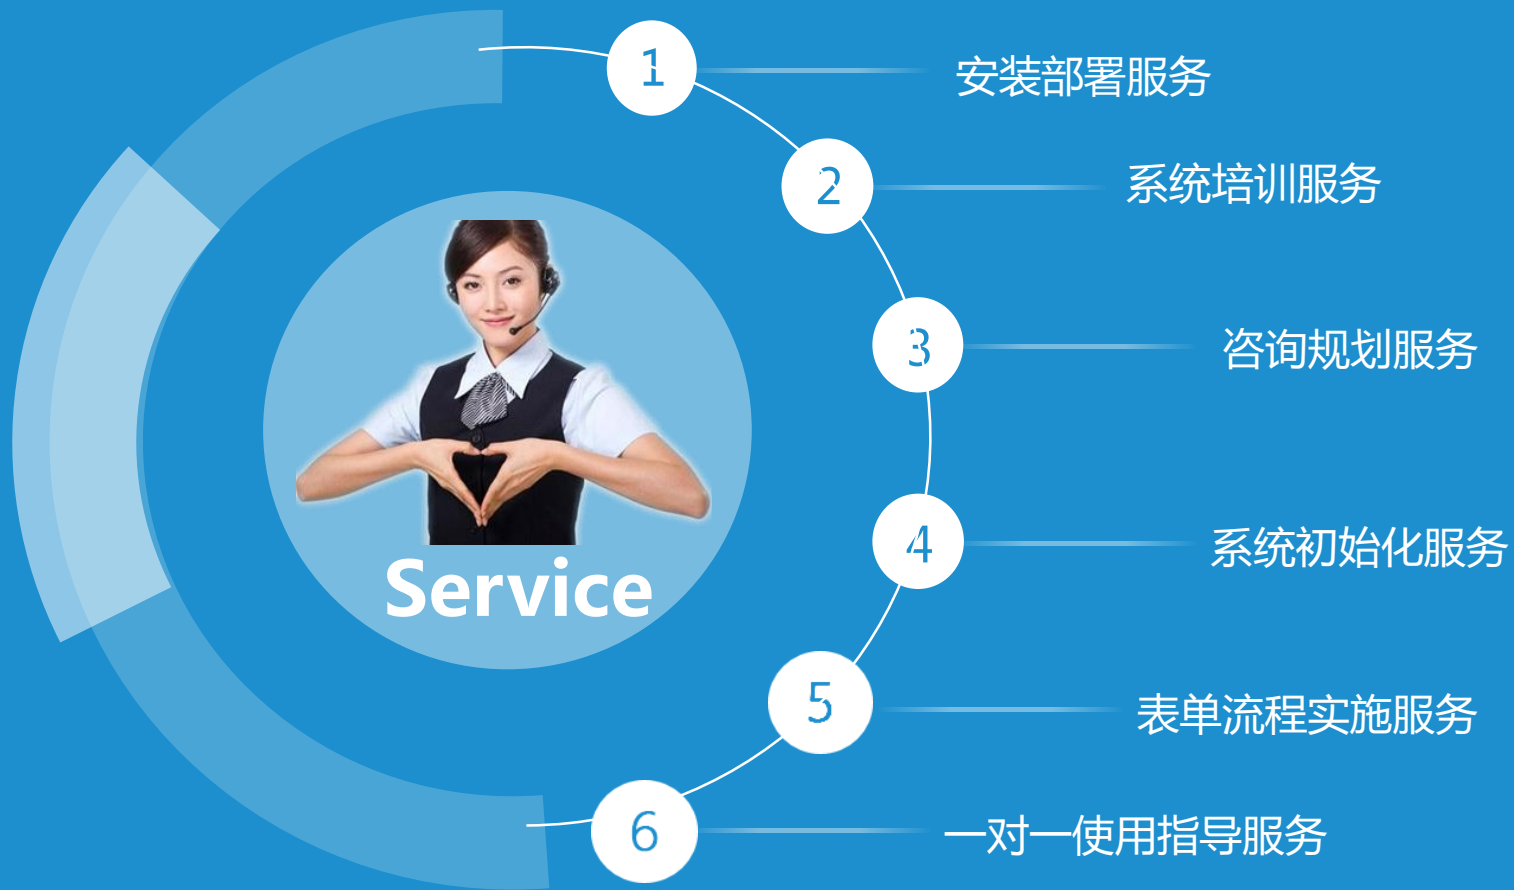 1
安装部署服务
2
系统培训服务
3
咨询规划服务
4
系统初始化服务
Service
5
表单流程实施服务
6
一对一使用指导服务